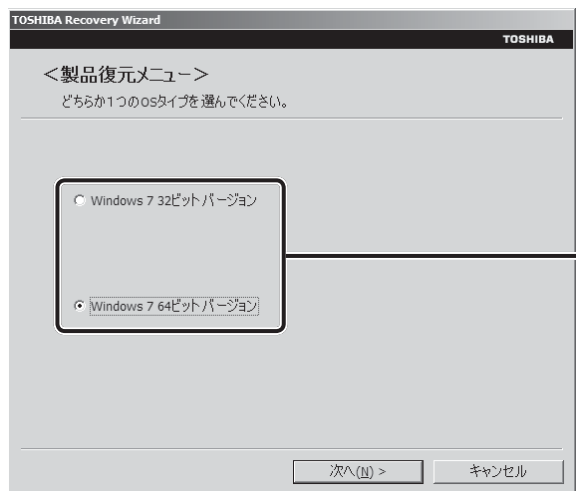 TOSHIBA Recovery Wizard
TOSHIBA
＜製品復元メニュー＞
どちらか1つのOSタイプを選んでください。
Windows 7 32ビットバージョン
Windows 7 64ビットバージョン
次へ(N) >
キャンセル